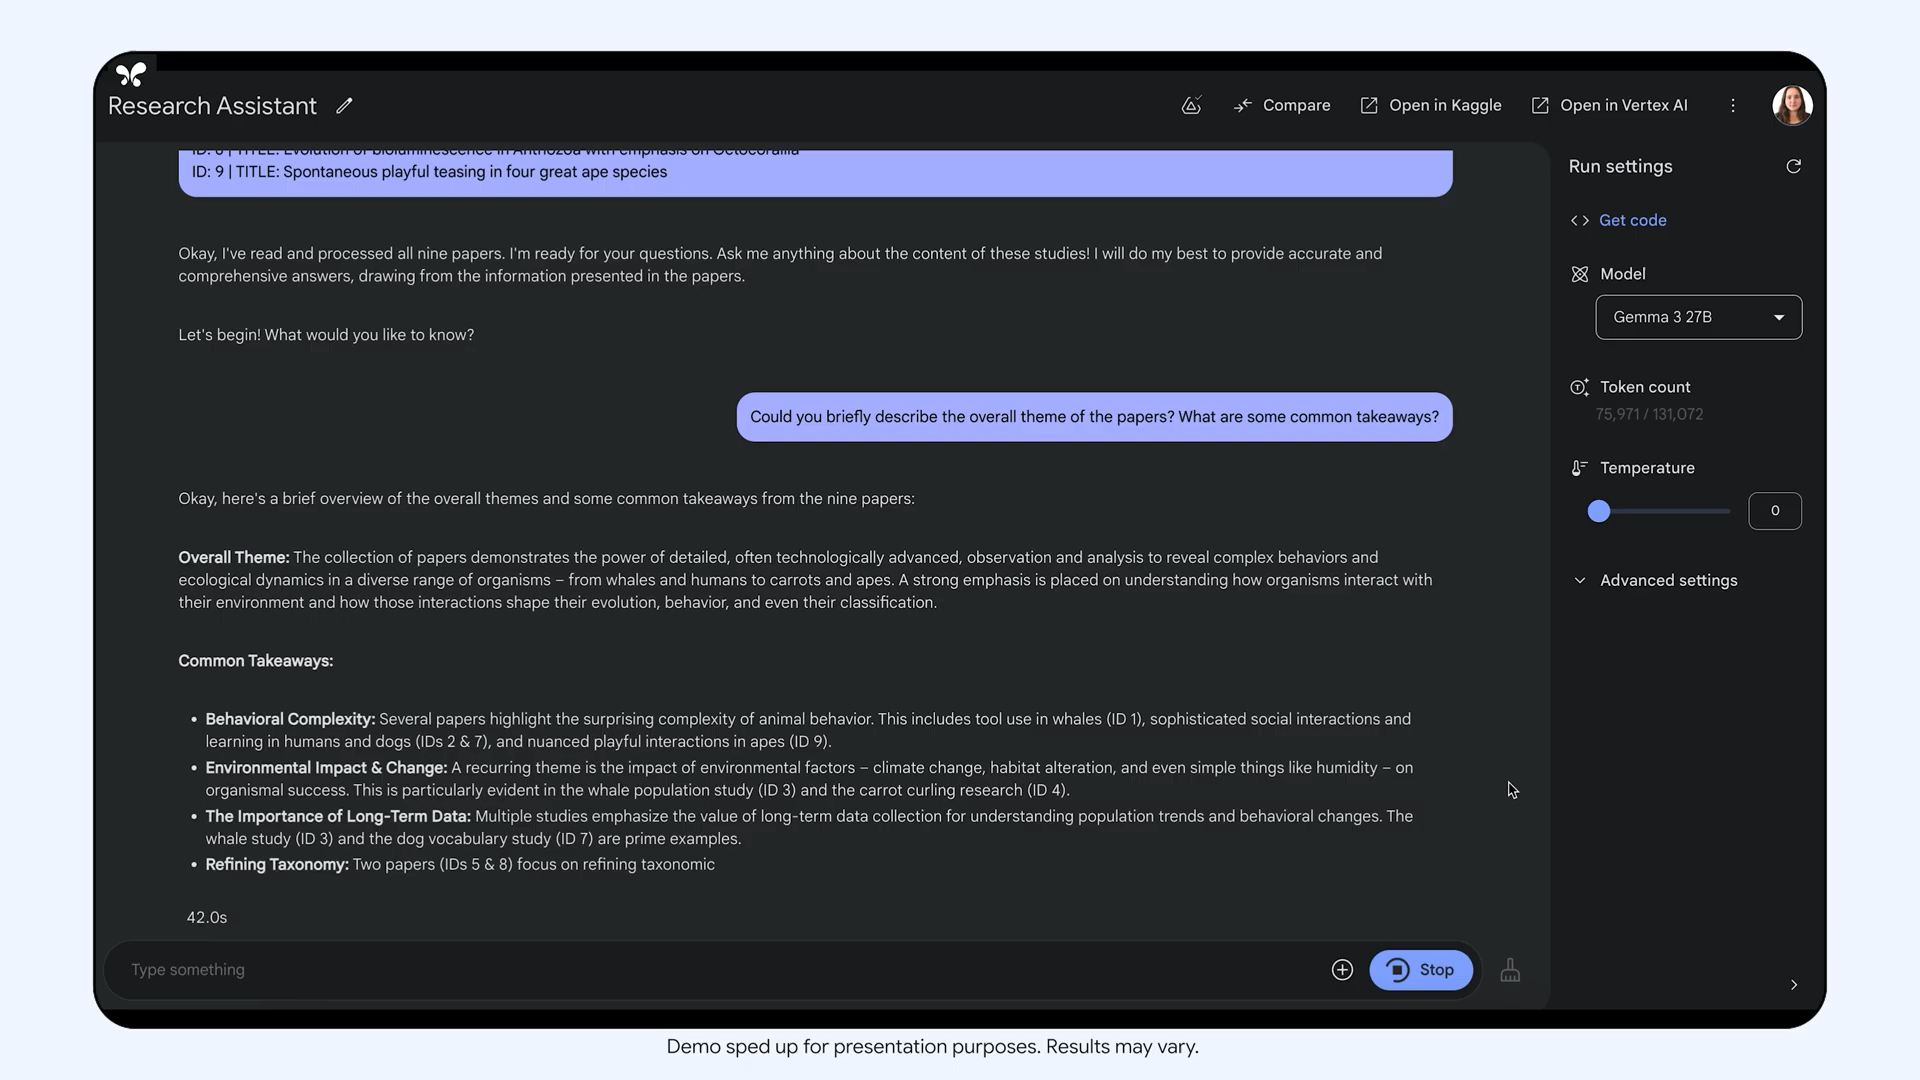 Research Assistant
Compare
Open in Kaggle
Open in Vertex AI
ID: 8 | TITLE: Evolution of bioluminescence in Anthozoa with emphasis on Octocorallia
ID: 9 | TITLE: Spontaneous playful teasing in four great ape species
Okay, I've read and processed all nine papers. I'm ready for your questions. Ask me anything about the content of these studies! I will do my best to provide accurate and
comprehensive answers, drawing from the information presented in the papers.
Let's begin! What would you like to know?
Could you briefly describe the overall theme of the papers? What are some common takeaways?
Okay, here's a brief overview of the overall themes and some common takeaways from the nine papers:
Overall Theme: The collection of papers demonstrates the power of detailed, often technologically advanced, observation and analysis to reveal complex behaviors and
ecological dynamics in a diverse range of organisms – from whales and humans to carrots and apes. A strong emphasis is placed on understanding how organisms interact with
their environment and how those interactions shape their evolution, behavior, and even their classification.
Common Takeaways:
• Behavioral Complexity: Several papers highlight the surprising complexity of animal behavior. This includes tool use in whales (ID 1), sophisticated social interactions and
learning in humans and dogs (IDs 2 & 7), and nuanced playful interactions in apes (ID 9).
• Environmental Impact & Change: A recurring theme is the impact of environmental factors – climate change, habitat alteration, and even simple things like humidity – on
organismal success. This is particularly evident in the whale population study (ID 3) and the carrot curling research (ID 4).
• The Importance of Long-Term Data: Multiple studies emphasize the value of long-term data collection for understanding population trends and behavioral changes. The
whale study (ID 3) and the dog vocabulary study (ID 7) are prime examples.
• Refining Taxonomy: Two papers (IDs 5 & 8) focus on refining taxonomic
42.0s
Type something
Stop
Run settings
Get code
Model
Gemma 3 27B
Token count
75,971 / 131,072
Temperature
0
Advanced settings
Demo sped up for presentation purposes. Results may vary.